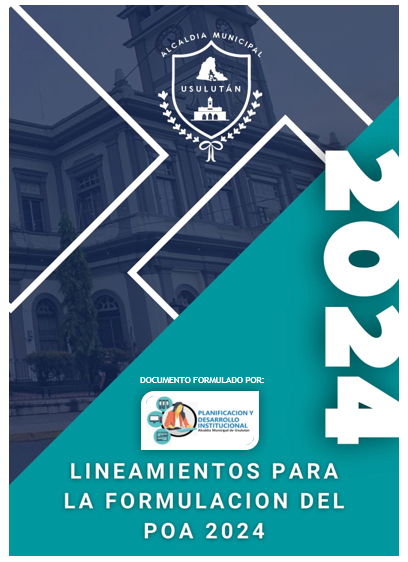 ALCALDIA MUNICIPAL
USULUTÁN
2024
DOCUMENTO FORMULADO POR:
PLANIFICACION Y
DESARROLLO
INSTITUCIONAL
Alcaldía Municipal de Usulután
LINEAMIENTOS PARA
LA FORMULACION DEL
POA 2024